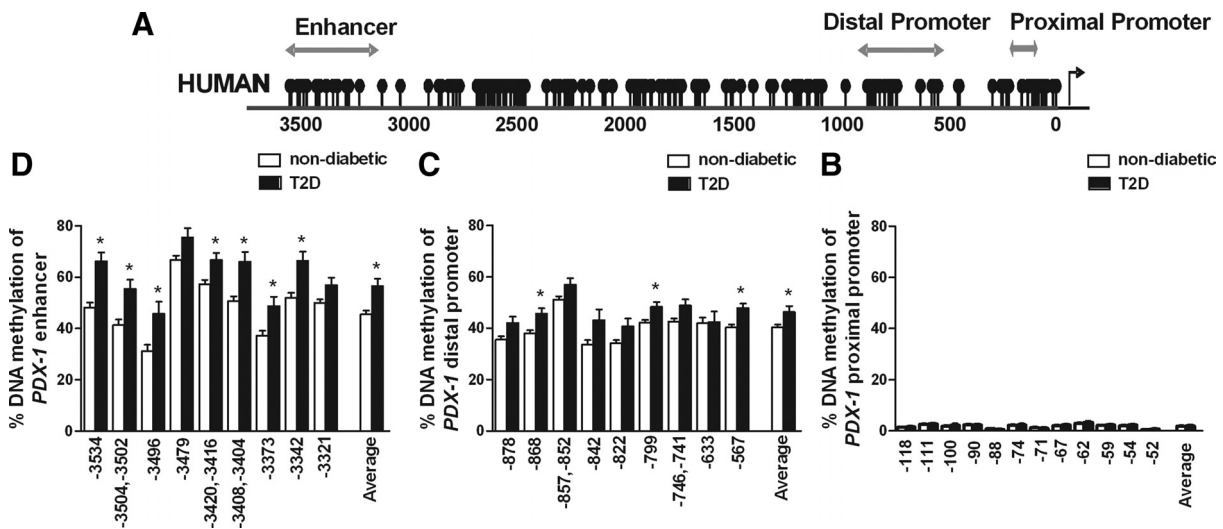 A
Enhancer
Distal Promoter
Proximal Promoter
HUMAN
3500 3000 2500 2000 1500 1000 500 0
D
non-diabetic
T2D
% DNA methylation of
PDX-1 enhancer
80
60
40
20
0
* * * * * * * *
-3534
-3504,-3502
-3496
-3479
-3420,-3416
-3408,-3404
-3373
-3342
-3321
Average
C
non-diabetic
T2D
% DNA methylation of
PDX-1 distal promoter
80
60
40
20
0
* * * *
-878
-868
-857,-852
-842
-822
-799
-746,-741
-633
-567
Average
B
non-diabetic
T2D
% DNA methylation of
PDX-1 proximal promoter
80
60
40
20
0
-118
-111
-100
-90
-88
-74
-71
-67
-62
-59
-54
-52
Average